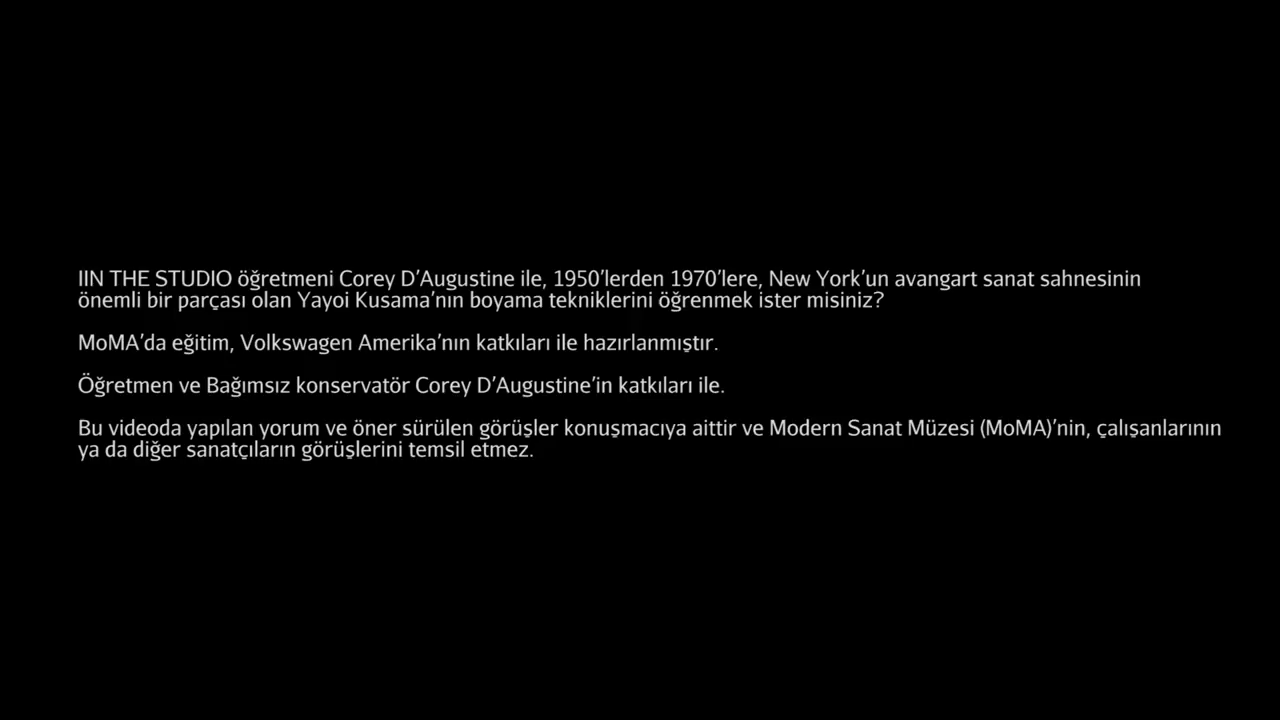 IIN THE STUDIO öğretmeni Corey D’Augustine ile, 1950’lerden 1970’lere, New York’un avangart sanat sahnesinin
önemli bir parçası olan Yayoi Kusama’nın boyama tekniklerini öğrenmek ister misiniz?
MoMA’da eğitim, Volkswagen Amerika’nın katkıları ile hazırlanmıştır.
Öğretmen ve Bağımsız konservatör Corey D’Augustine’in katkıları ile.
Bu videoda yapılan yorum ve öner sürülen görüşler konuşmacıya aittir ve Modern Sanat Müzesi (MoMA)’nin, çalışanlarının
ya da diğer sanatçıların görüşlerini temsil etmez.